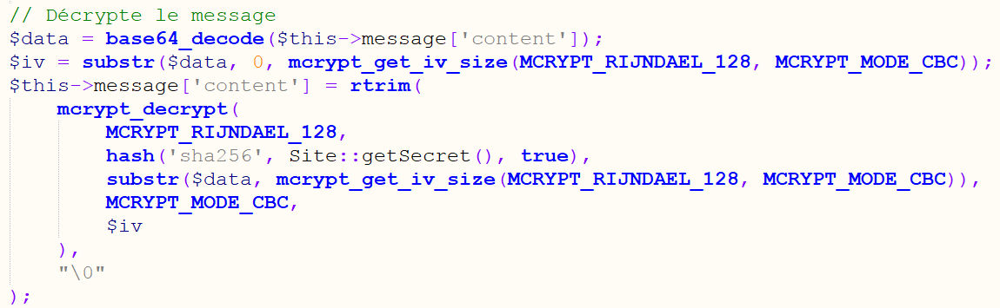 // Décrypte le message
$data = base64_decode($this->message['content']);
$iv = substr($data, 0, mcrypt_get_iv_size(MCRYPT_RIJNDAEL_128, MCRYPT_MODE_CBC));
$this->message['content'] = rtrim(
    mcrypt_decrypt(
        MCRYPT_RIJNDAEL_128,
        hash('sha256', Site::getSecret(), true),
        substr($data, mcrypt_get_iv_size(MCRYPT_RIJNDAEL_128, MCRYPT_MODE_CBC)),
        MCRYPT_MODE_CBC,
        $iv
    ),
    "\0"
);